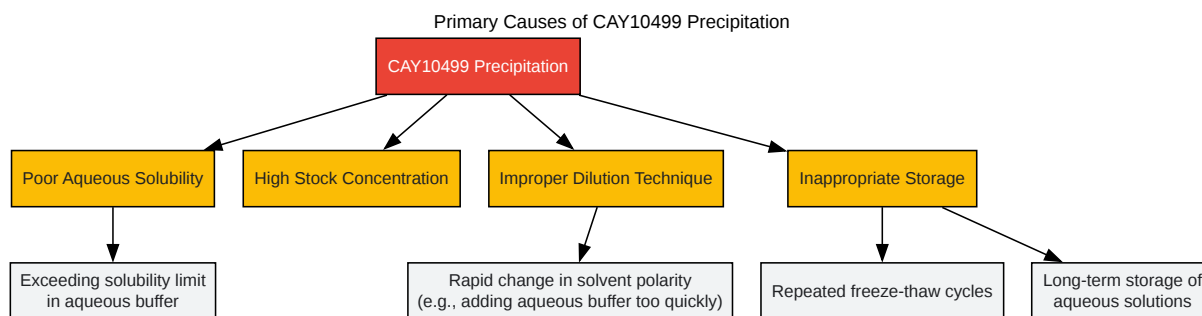 Primary Causes of CAY10499 Precipitation
CAY10499 Precipitation
Poor Aqueous Solubility
High Stock Concentration
Improper Dilution Technique
Inappropriate Storage
Exceeding solubility limit
in aqueous buffer
Rapid change in solvent polarity
(e.g., adding aqueous buffer too quickly)
Repeated freeze-thaw cycles
Long-term storage of
aqueous solutions